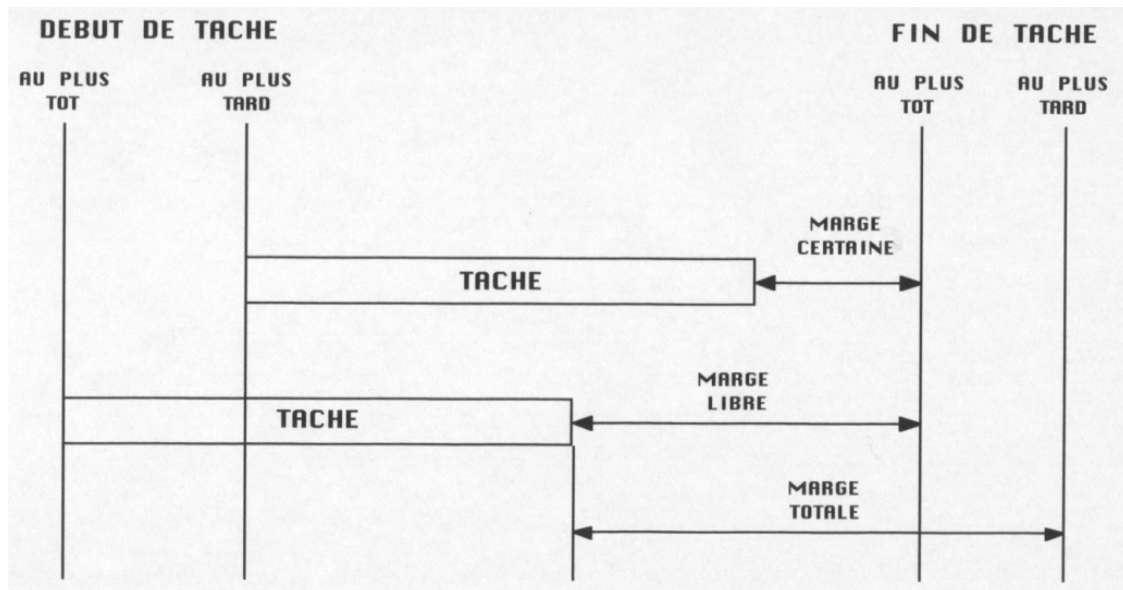 DEBUT DE TACHE
FIN DE TACHE
AU PLUS
TOT
AU PLUS
TARD
AU PLUS
TOT
AU PLUS
TARD
MARGE
CERTAINE
TACHE
MARGE
LIBRE
TACHE
MARGE
TOTALE